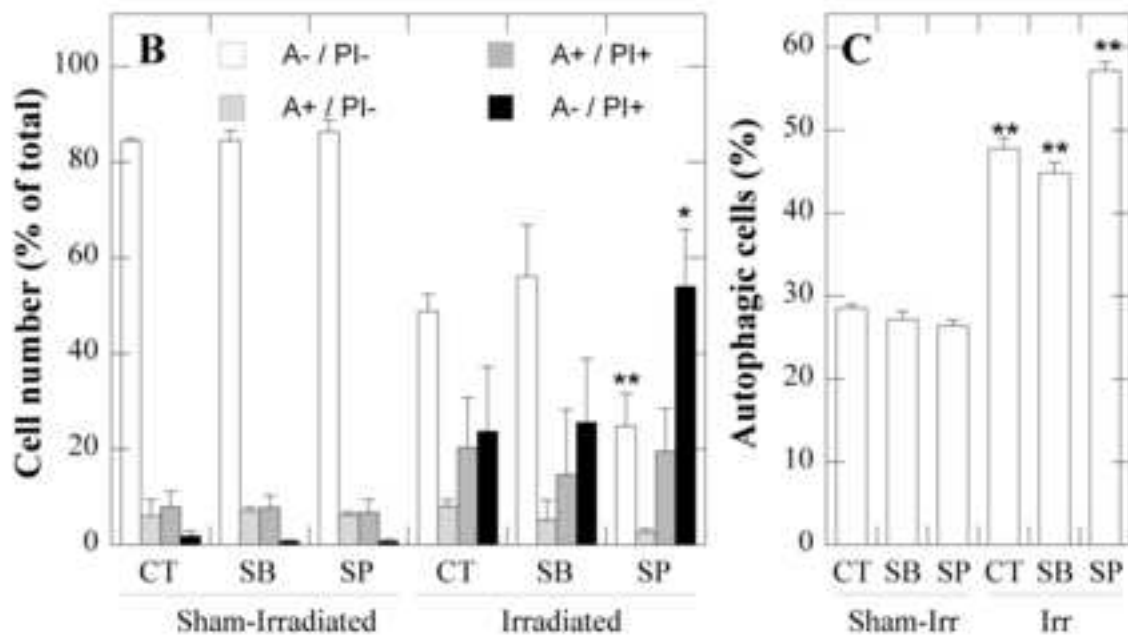 B
A- / PI-
A+ / PI+
A+ / PI-
A- / PI+
Cell number (% of total)
100
80
60
40
20
0
**
*
CT SB SP CT SB SP
Sham-Irradiated Irradiated
C
Autophagic cells (%)
60
50
40
30
20
10
0
** ** **
CT SB SP CT SB SP
Sham-Irr Irr